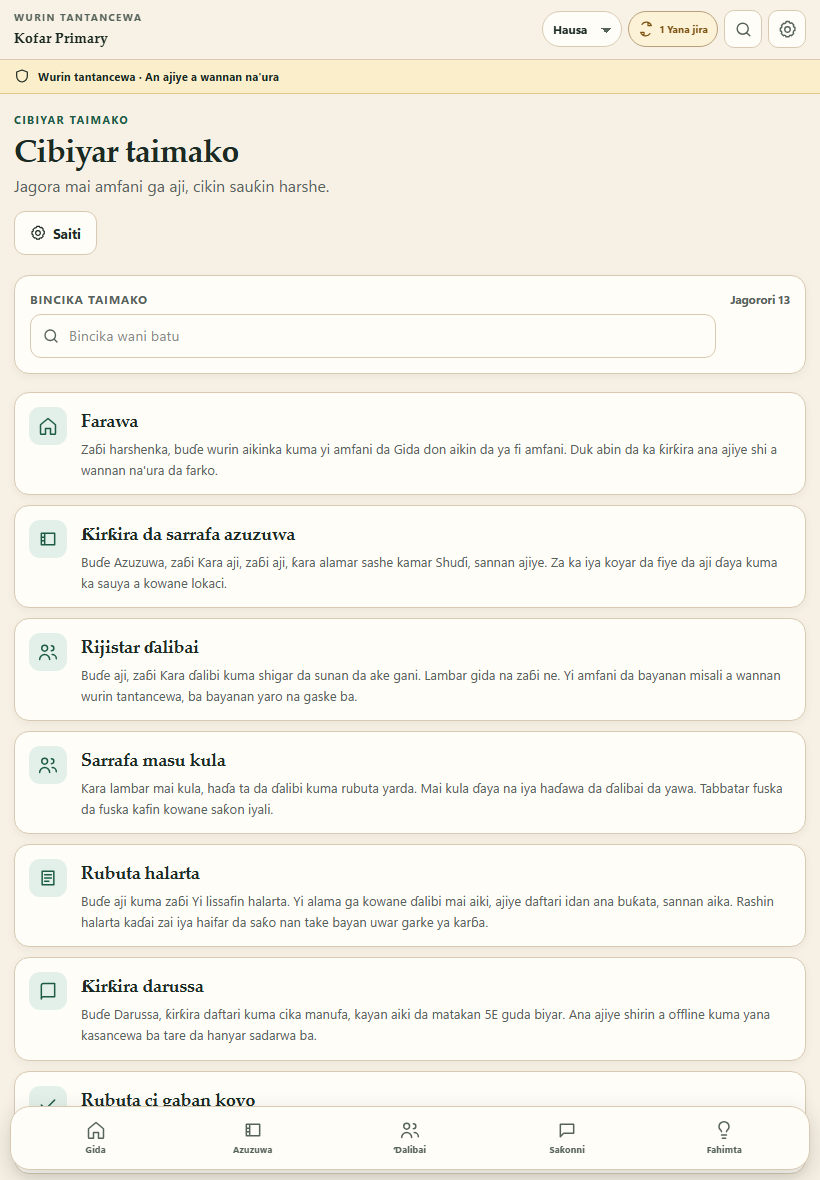 WURIN TANTANCEWA
Kofar Primary
Hausa
1 Yana jira
Wurin tantancewa · An ajiye a wannan na'ura
CIBIYAR TAIMAKO
Cibiyar taimako
Jagora mai amfani ga aji, cikin sauƙin harshe.
Saiti
BINCIKA TAIMAKO
Jagorori 13
Bincika wani batu
Farawa
Zaɓi harshenka, buɗe wurin aikinka kuma yi amfani da Gida don aikin da ya fi amfani. Duk abin da ka ƙirƙira ana ajiye shi a
wannan na'ura da farko.
Ƙirƙira da sarrafa azuzuwa
Buɗe Azuzuwa, zaɓi Ƙara aji, zaɓi aji, ƙara alamar sashe kamar Shuɗi, sannan ajiye. Za ka iya koyar da fiye da aji ɗaya kuma
ka sauya a kowane lokaci.
Rijistar ɗalibai
Buɗe aji, zaɓi Ƙara ɗalibi kuma shigar da sunan da ake gani. Lambar gida na zaɓi ne. Yi amfani da bayanan misali a wannan
wurin tantancewa, ba bayanan yaro na gaske ba.
Sarrafa masu kula
Ƙara lambar mai kula, haɗa ta da ɗalibi kuma rubuta yarda. Mai kula ɗaya na iya haɗawa da ɗalibai da yawa. Tabbatar fuska
da fuska kafin kowane saƙon iyali.
Rubuta halarta
Buɗe aji kuma zaɓi Yi lissafin halarta. Yi alama ga kowane ɗalibi mai aiki, ajiye daftari idan ana buƙata, sannan aika. Rashin
halarta kaɗai zai iya haifar da saƙo nan take bayan uwar garke ya karɓa.
Ƙirƙira darussa
Buɗe Darussa, ƙirƙira daftari kuma cika manufa, kayan aiki da matakan 5E guda biyar. Ana ajiye shirin a offline kuma yana
kasancewa ba tare da hanyar sadarwa ba.
Rubuta ci gaban koyo
Gida
Azuzuwa
Ɗalibai
Saƙonni
Fahimta